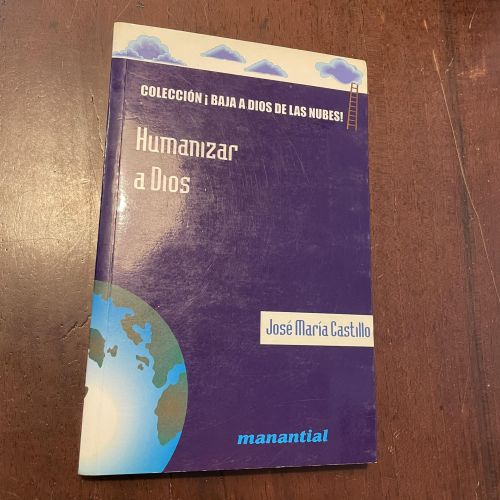 COLECCIÓN ¡ BAJA A DIOS DE LAS NUBES!
Humanizar
a Dios
José María Castillo
manantial